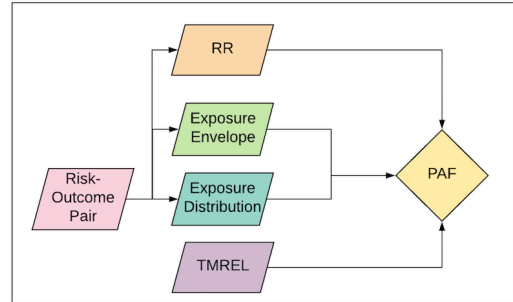 RR
Exposure
Envelope
Risk-
Outcome
Pair
Exposure
Distribution
PAF
TMREL